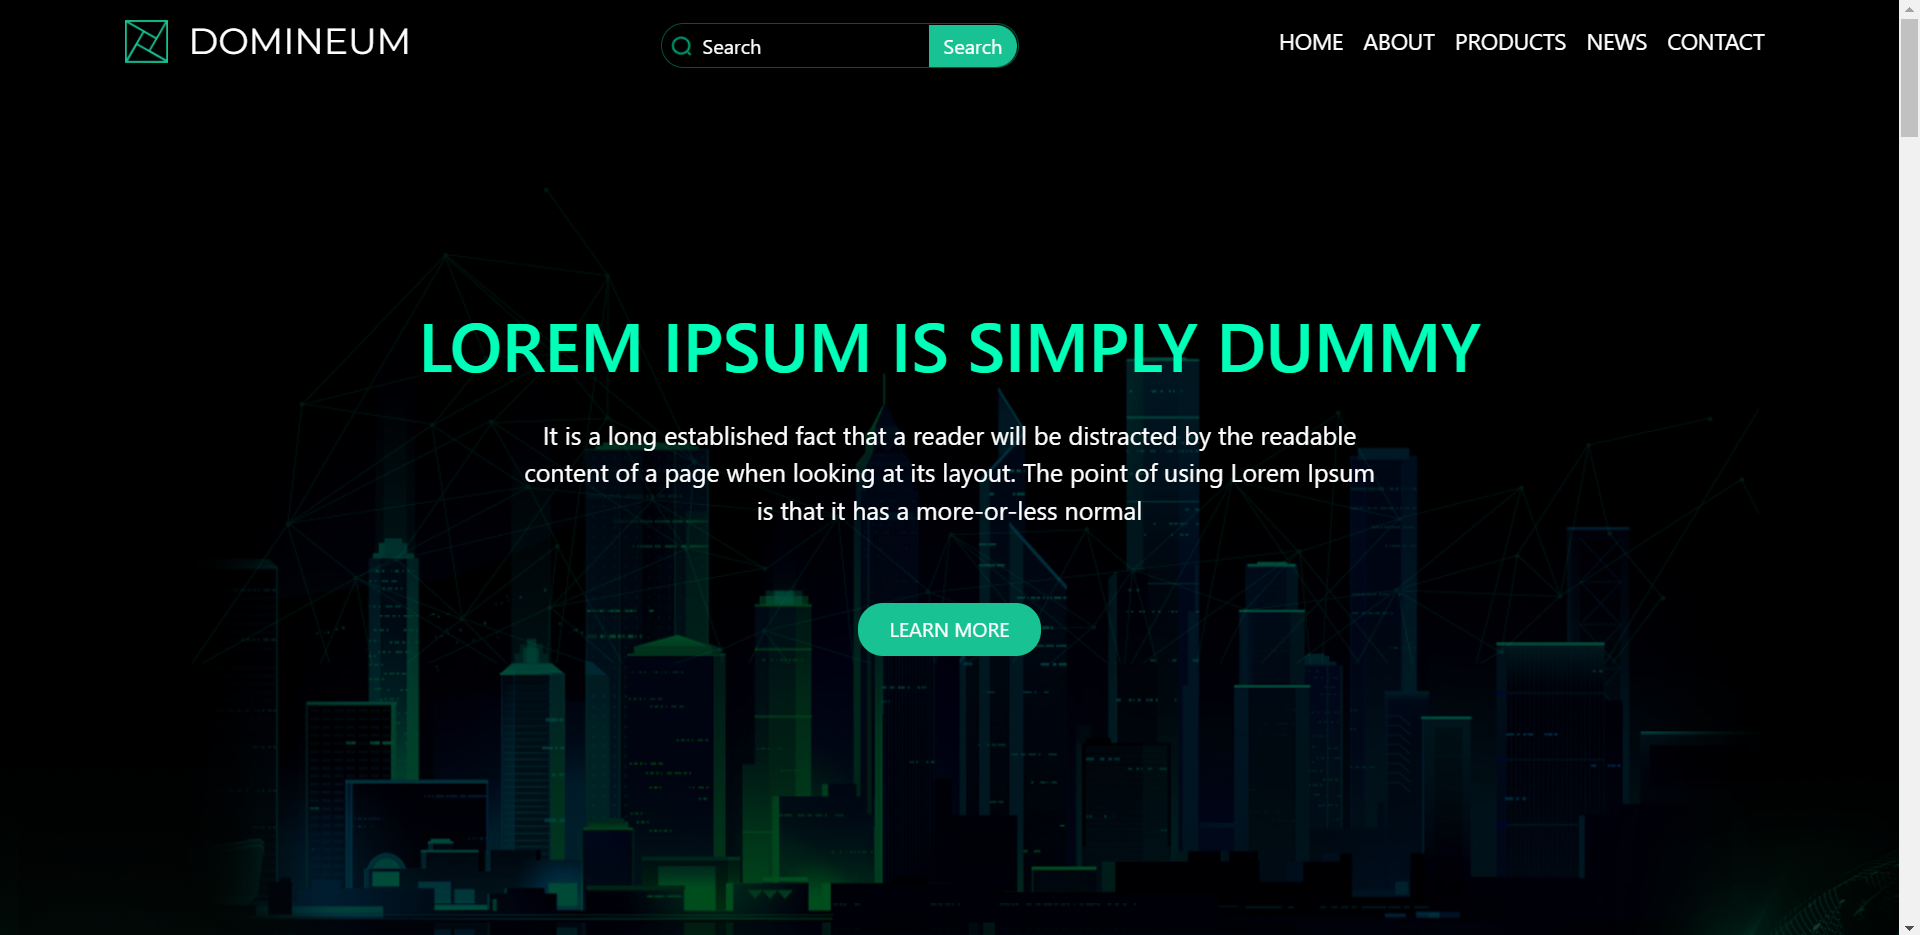 DOMINEUM
Search
Search
HOME ABOUT PRODUCTS NEWS CONTACT
LOREM IPSUM IS SIMPLY DUMMY
It is a long established fact that a reader will be distracted by the readable
content of a page when looking at its layout. The point of using Lorem Ipsum
is that it has a more-or-less normal
LEARN MORE